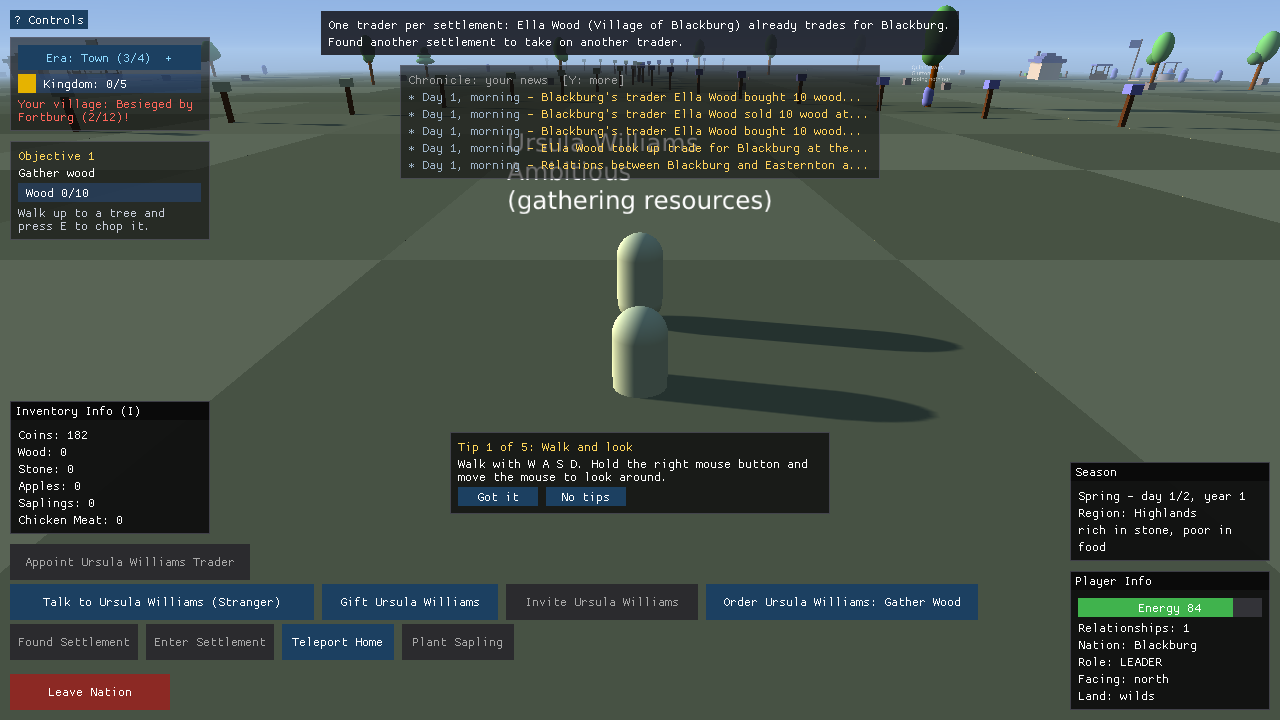 ? Controls
One trader per settlement: Ella Wood (Village of Blackburg) already trades for Blackburg.
Found another settlement to take on another trader.
Era: Town (3/4)  +
Kingdom: 0/5
Your village: Besieged by
Fortburg (2/12)!
Chronicle: your news  [Y: more]
* Day 1, morning - Blackburg's trader Ella Wood bought 10 wood...
* Day 1, morning - Blackburg's trader Ella Wood sold 10 wood at...
* Day 1, morning - Blackburg's trader Ella Wood bought 10 wood...
* Day 1, morning - Ella Wood took up trade for Blackburg at the...
* Day 1, morning - Relations between Blackburg and Easternton a...
Objective 1
Gather wood
Wood 0/10
Walk up to a tree and
press E to chop it.
Ursula Williams
Ambitious
(gathering resources)
Inventory Info (I)
Coins: 182
Wood: 0
Stone: 0
Apples: 0
Saplings: 0
Chicken Meat: 0
Tip 1 of 5: Walk and look
Walk with W A S D. Hold the right mouse button and
move the mouse to look around.
Got it
No tips
Season
Spring - day 1/2, year 1
Region: Highlands
rich in stone, poor in
food
Player Info
Energy 84
Relationships: 1
Nation: Blackburg
Role: LEADER
Facing: north
Land: wilds
Appoint Ursula Williams Trader
Talk to Ursula Williams (Stranger)
Gift Ursula Williams
Invite Ursula Williams
Order Ursula Williams: Gather Wood
Found Settlement
Enter Settlement
Teleport Home
Plant Sapling
Leave Nation